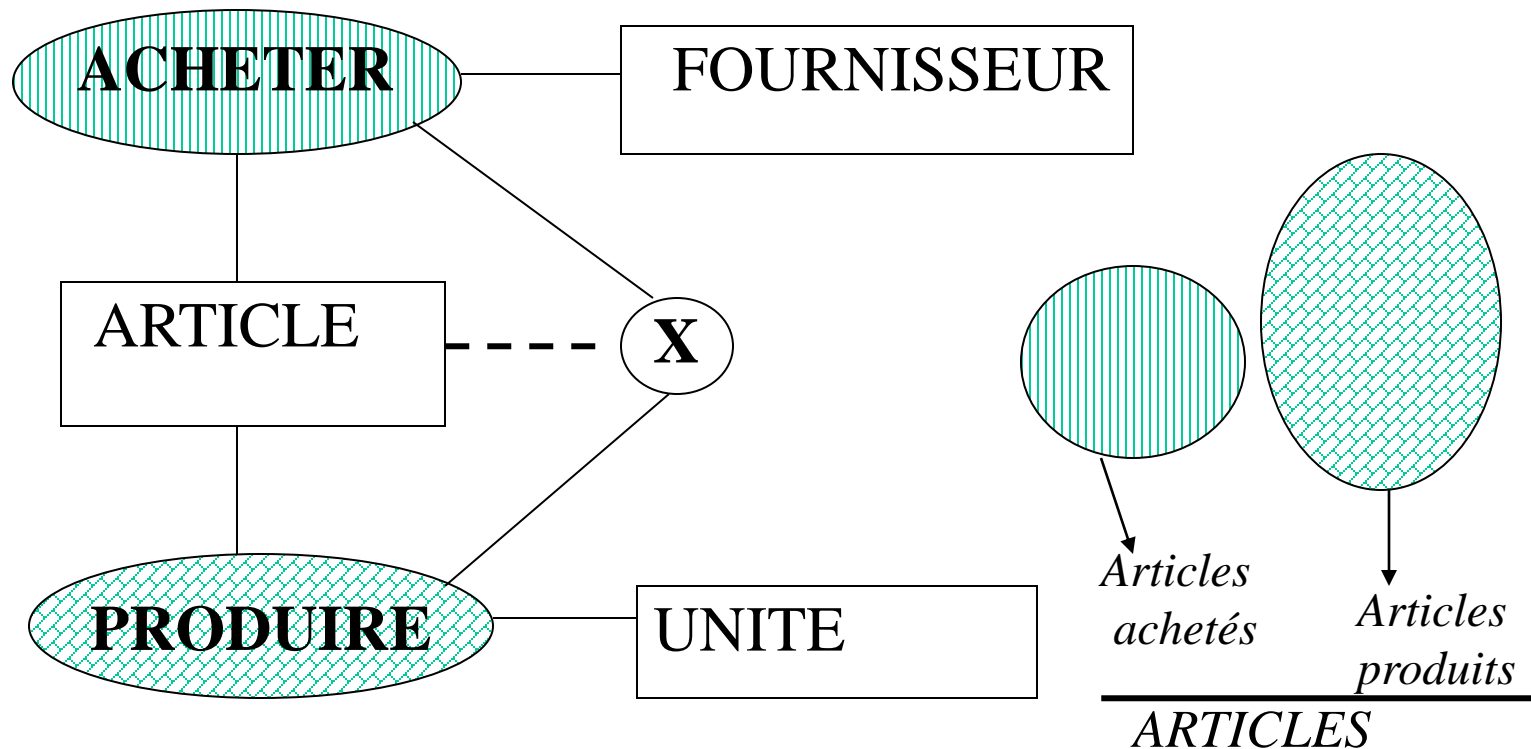 ACHETER
FOURNISSEUR
ARTICLE
X
PRODUIRE
UNITE
Articles
achetés
Articles
produits
ARTICLES